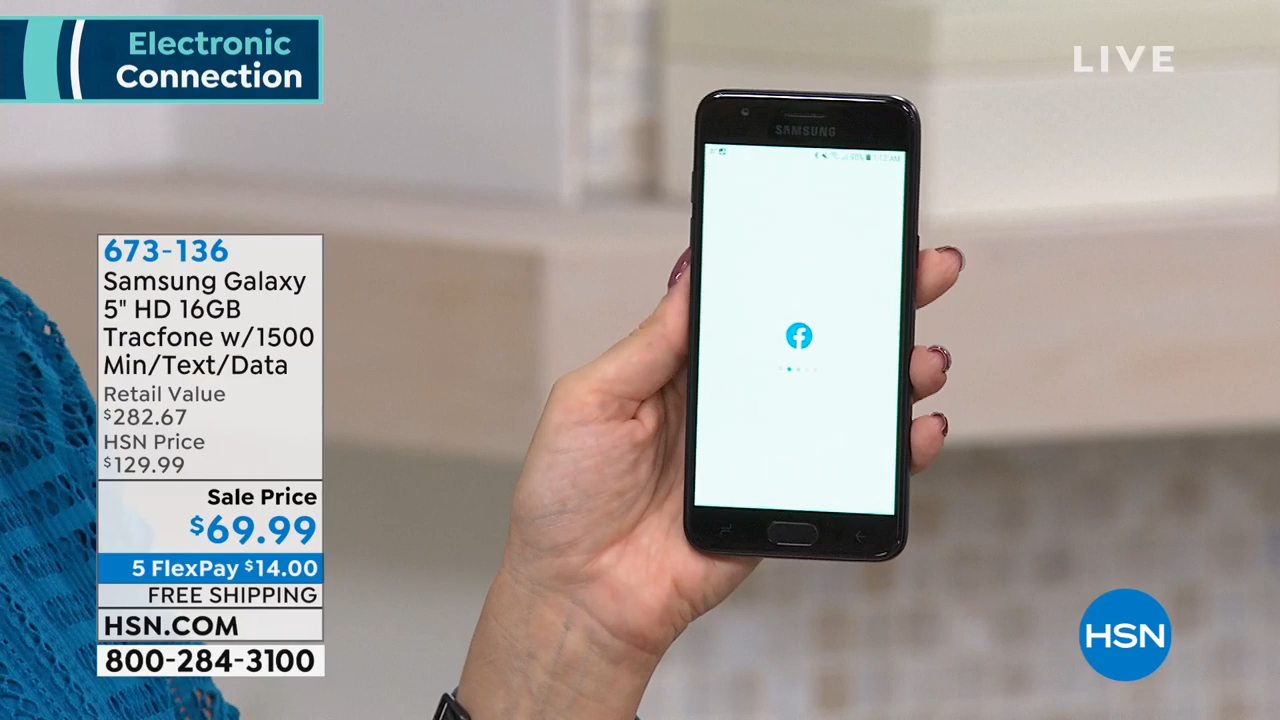 Electronic
Connection
LIVE
SAMSUNG
673-136
Samsung Galaxy
5" HD 16GB
Tracfone w/1500
Min/Text/Data
Retail Value
$282.67
HSN Price
$129.99
Sale Price
$69.99
5 FlexPay $14.00
FREE SHIPPING
HSN.COM
800-284-3100
HSN